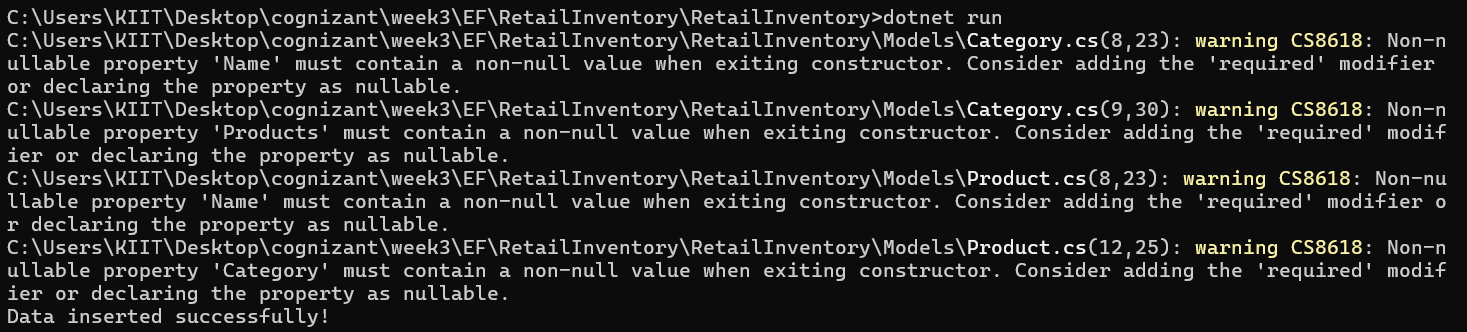 C:\Users\KIIT\Desktop\cognizant\week3\EF\RetailInventory\RetailInventory>dotnet run
C:\Users\KIIT\Desktop\cognizant\week3\EF\RetailInventory\RetailInventory\Models\Category.cs(8,23): warning CS8618: Non-n
ullable property 'Name' must contain a non-null value when exiting constructor. Consider adding the 'required' modifier
or declaring the property as nullable.
C:\Users\KIIT\Desktop\cognizant\week3\EF\RetailInventory\RetailInventory\Models\Category.cs(9,30): warning CS8618: Non-n
ullable property 'Products' must contain a non-null value when exiting constructor. Consider adding the 'required' modif
ier or declaring the property as nullable.
C:\Users\KIIT\Desktop\cognizant\week3\EF\RetailInventory\RetailInventory\Models\Product.cs(8,23): warning CS8618: Non-nu
llable property 'Name' must contain a non-null value when exiting constructor. Consider adding the 'required' modifier o
r declaring the property as nullable.
C:\Users\KIIT\Desktop\cognizant\week3\EF\RetailInventory\RetailInventory\Models\Product.cs(12,25): warning CS8618: Non-n
ullable property 'Category' must contain a non-null value when exiting constructor. Consider adding the 'required' modif
ier or declaring the property as nullable.
Data inserted successfully!